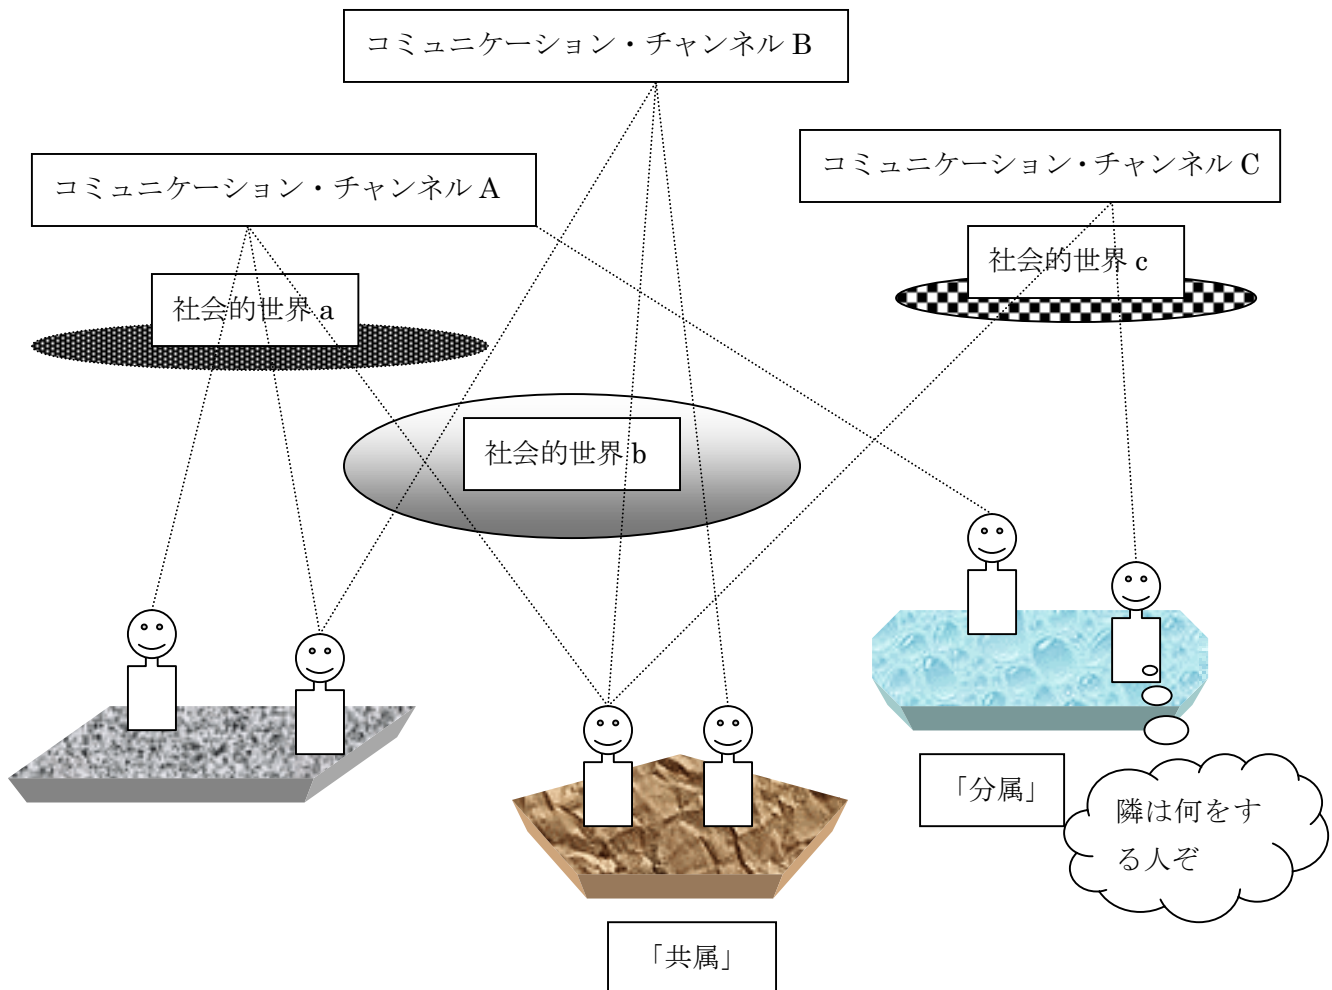 コミュニケーション・チャンネル B
コミュニケーション・チャンネル A
コミュニケーション・チャンネル C
社会的世界 c
社会的世界 a
社会的世界 b
「分属」
隣は何をす
る人ぞ
「共属」